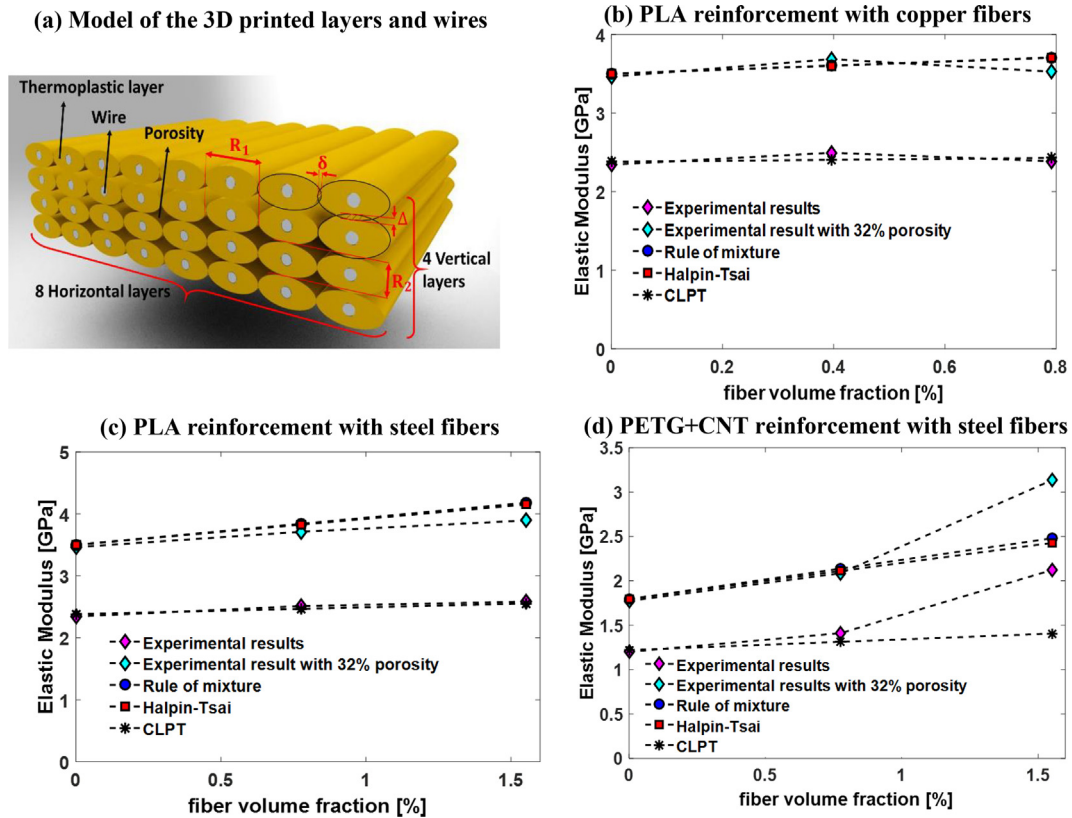 (a) Model of the 3D printed layers and wires
Thermoplastic layer
Wire
Porosity
R1
δ
Δ
R2
4 Vertical
layers
8 Horizontal layers
(b) PLA reinforcement with copper fibers
Elastic Modulus [GPa]
4
3
2
1
0
0
0.2
0.4
0.6
0.8
fiber volume fraction [%]
Experimental results
Experimental result with 32% porosity
Rule of mixture
Halpin-Tsai
CLPT
(c) PLA reinforcement with steel fibers
Elastic Modulus [GPa]
5
4
3
2
1
0
0
0.5
1
1.5
fiber volume fraction [%]
Experimental results
Experimental result with 32% porosity
Rule of mixture
Halpin-Tsai
CLPT
(d) PETG+CNT reinforcement with steel fibers
Elastic Modulus [GPa]
3.5
3
2.5
2
1.5
1
0.5
0
0
0.5
1
1.5
fiber volume fraction [%]
Experimental results
Experimental results with 32% porosity
Rule of mixture
Halpin-Tsai
CLPT